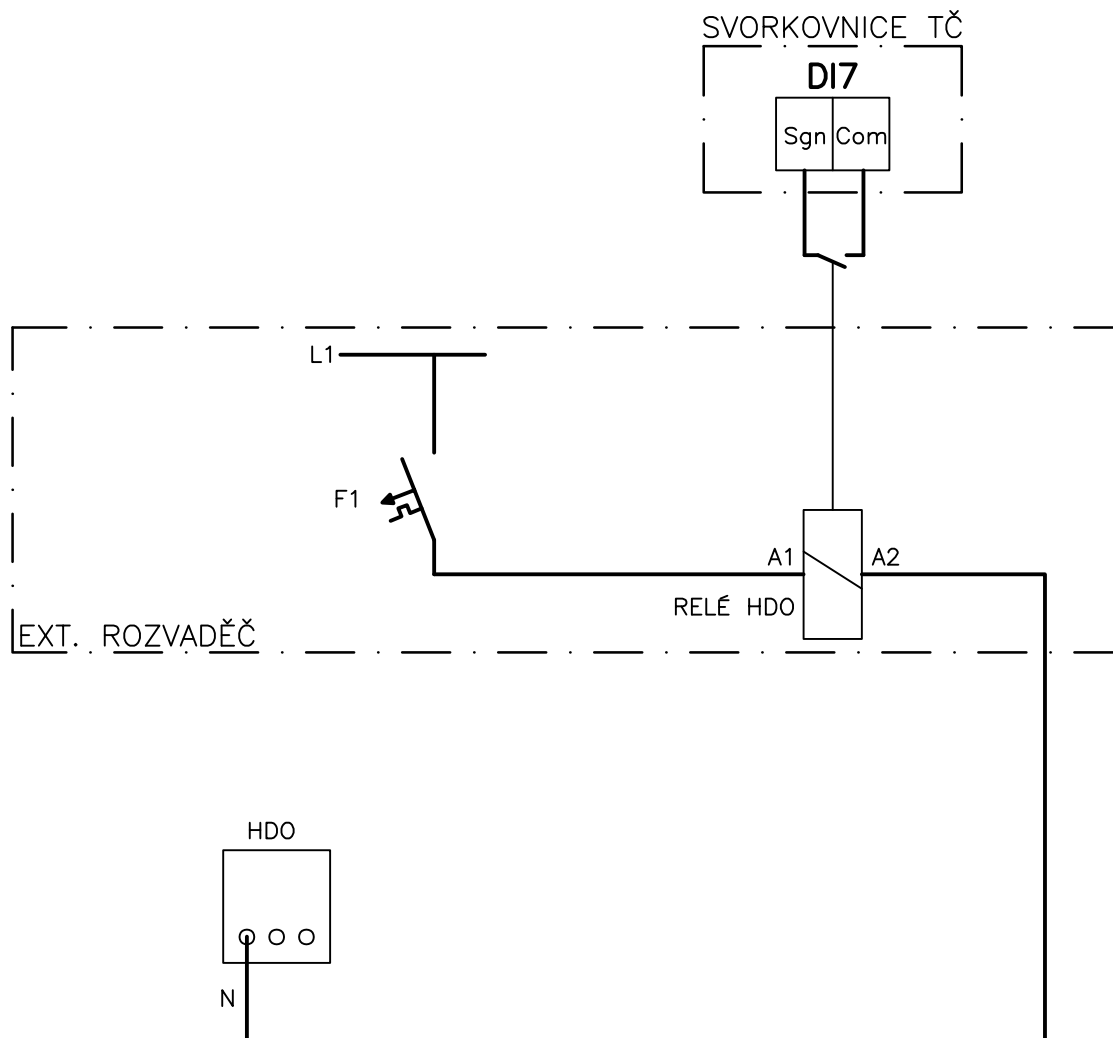 SVORKOVNICE TČ
DI7
Sgn Com
L1
F1
A1 A2
RELÉ HDO
EXT. ROZVADĚČ
HDO
N